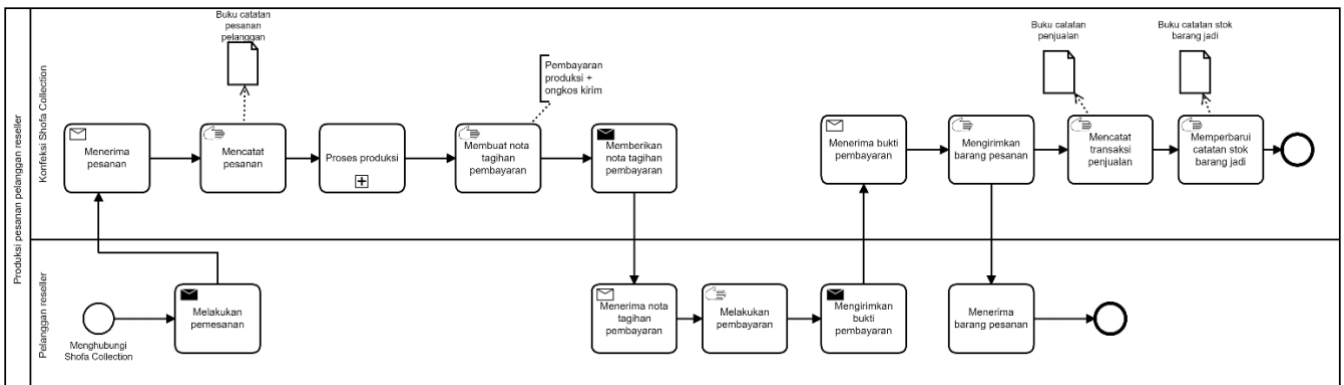 Produksi pesanan pelanggan reseller
Konfeksi Shofa Collection
Buku catatan
pesanan
pelanggan
Pembayaran
produksi +
ongkos kirim
Buku catatan
penjualan
Buku catatan stok
barang jadi
Menerima
pesanan
Mencatat
pesanan
Proses produksi
Membuat nota
tagihan
pembayaran
Memberikan
nota tagihan
pembayaran
Menerima bukti
pembayaran
Mengirimkan
barang pesanan
Mencatat
transaksi
penjualan
Memperbarui
catatan stok
barang jadi
Pelanggan reseller
Menghubungi
Shofa Collection
Melakukan
pemesanan
Menerima nota
tagihan
pembayaran
Melakukan
pembayaran
Mengirimkan
bukti
pembayaran
Menerima
barang pesanan